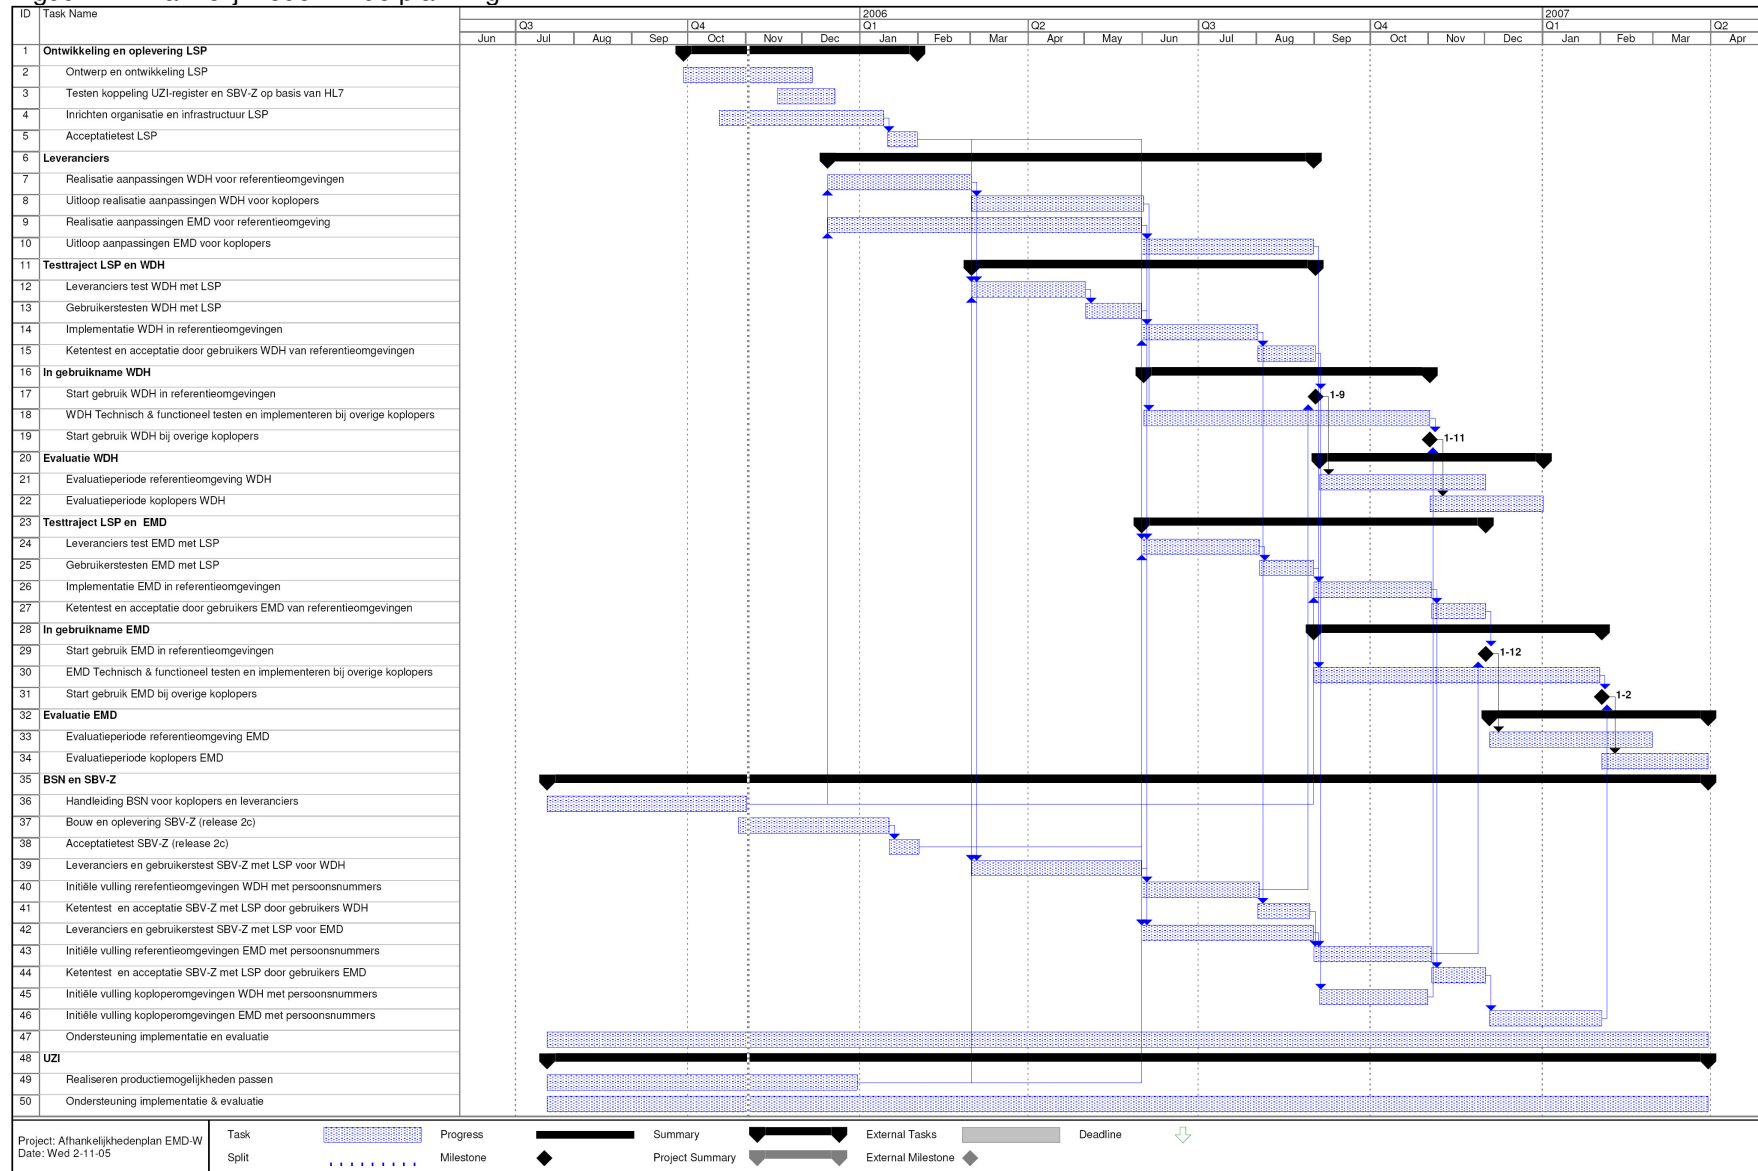 ID Task Name 2006 2007
Q3 Q4 Q1 Q2 Q3 Q4 Q1 Q2
Jun Jul Aug Sep Oct Nov Dec Jan Feb Mar Apr May Jun Jul Aug Sep Oct Nov Dec Jan Feb Mar Apr
1 Ontwikkeling en oplevering LSP
2 Ontwerp en ontwikkeling LSP
3 Testen koppeling UZI-register en SBV-Z op basis van HL7
4 Inrichten organisatie en infrastructuur LSP
5 Acceptatietest LSP
6 Leveranciers
7 Realisatie aanpassingen WDH voor referentieomgevingen
8 Uitloop realisatie aanpassingen WDH voor koplopers
9 Realisatie aanpassingen EMD voor referentieomgeving
10 Uitloop aanpassingen EMD voor koplopers
11 Testtraject LSP en WDH
12 Leveranciers test WDH met LSP
13 Gebruikerstesten WDH met LSP
14 Implementatie WDH in referentieomgevingen
15 Ketentest en acceptatie door gebruikers WDH van referentieomgevingen
16 In gebruikname WDH
17 Start gebruik WDH in referentieomgevingen 1-9
18 WDH Technisch & functioneel testen en implementeren bij overige koplopers
19 Start gebruik WDH bij overige koplopers 1-11
20 Evaluatie WDH
21 Evaluatieperiode referentieomgeving WDH
22 Evaluatieperiode koplopers WDH
23 Testtraject LSP en EMD
24 Leveranciers test EMD met LSP
25 Gebruikerstesten EMD met LSP
26 Implementatie EMD in referentieomgevingen
27 Ketentest en acceptatie door gebruikers EMD van referentieomgevingen
28 In gebruikname EMD
29 Start gebruik EMD in referentieomgevingen 1-12
30 EMD Technisch & functioneel testen en implementeren bij overige koplopers
31 Start gebruik EMD bij overige koplopers 1-2
32 Evaluatie EMD
33 Evaluatieperiode referentieomgeving EMD
34 Evaluatieperiode koplopers EMD
35 BSN en SBV-Z
36 Handleiding BSN voor koplopers en leveranciers
37 Bouw en oplevering SBV-Z (release 2c)
38 Acceptatietest SBV-Z (release 2c)
39 Leveranciers en gebruikerstest SBV-Z met LSP voor WDH
40 Initiële vulling rerefentieomgevingen WDH met persoonsnummers
41 Ketentest en acceptatie SBV-Z met LSP door gebruikers WDH
42 Leveranciers en gebruikerstest SBV-Z met LSP voor EMD
43 Initiële vulling referentieomgevingen EMD met persoonsnummers
44 Ketentest en acceptatie SBV-Z met LSP door gebruikers EMD
45 Initiële vulling koploperomgevingen WDH met persoonsnummers
46 Initiële vulling koploperomgevingen EMD met persoonsnummers
47 Ondersteuning implementatie en evaluatie
48 UZI
49 Realiseren productiemogelijkheden passen
50 Ondersteuning implementatie & evaluatie
Project: Afhankelijkhedenplan EMD-W
Date: Wed 2-11-05
Task Progress Summary External Tasks Deadline
Split Milestone Project Summary External Milestone